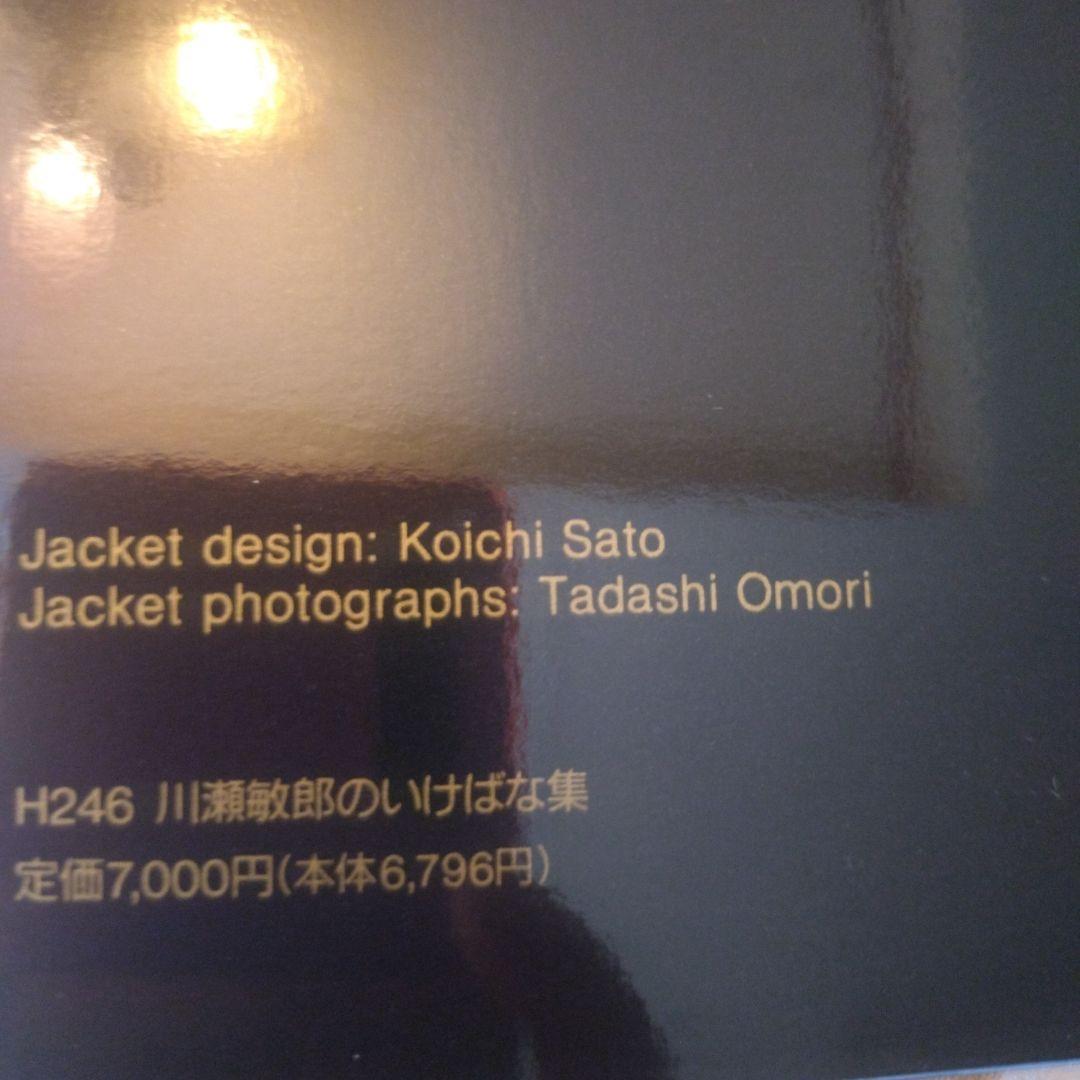 Jacket design: Koichi Sato
Jacket photographs: Tadashi Omori
H246 川瀬敏郎のいけばな集
定価7,000円(本体6,796円)